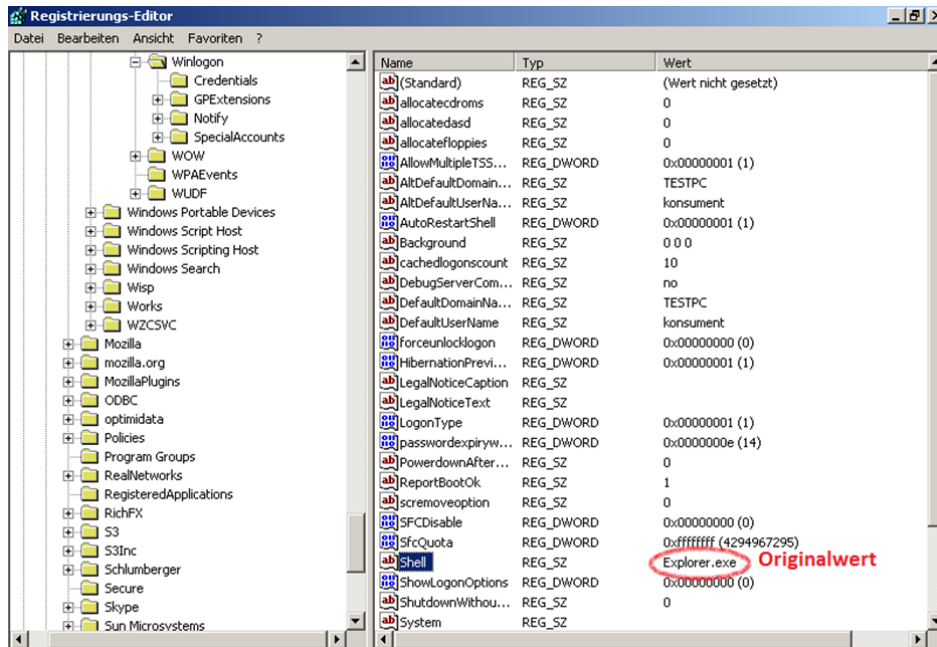 Registrierungs-Editor
Datei Bearbeiten Ansicht Favoriten ?
Winlogon
Credentials
GPExtensions
Notify
SpecialAccounts
WOW
WPAEvents
WUDF
Windows Portable Devices
Windows Script Host
Windows Scripting Host
Windows Search
Wisp
Works
WZCSVC
Mozilla
mozilla.org
MozillaPlugins
ODBC
optimidata
Policies
Program Groups
RealNetworks
RegisteredApplications
RichFX
S3
S3Inc
Schlumberger
Secure
Skype
Sun Microsystems
Name Typ Wert
(Standard) REG_SZ (Wert nicht gesetzt)
allocatecdroms REG_SZ 0
allocatedasd REG_SZ 0
allocatefloppies REG_SZ 0
AllowMultipleTSS... REG_DWORD 0x00000001 (1)
AltDefaultDomain... REG_SZ TESTPC
AltDefaultUserNa... REG_SZ konsument
AutoRestartShell REG_DWORD 0x00000001 (1)
Background REG_SZ 0 0 0
cachedlogonscount REG_SZ 10
DebugServerCom... REG_SZ no
DefaultDomainNa... REG_SZ TESTPC
DefaultUserName REG_SZ konsument
forceunlocklogon REG_DWORD 0x00000000 (0)
HibernationPrevi... REG_DWORD 0x00000001 (1)
LegalNoticeCaption REG_SZ
LegalNoticeText REG_SZ
LogonType REG_DWORD 0x00000001 (1)
passwordexpiryw... REG_DWORD 0x0000000e (14)
PowerdownAfter... REG_SZ 0
ReportBootOk REG_SZ 1
scremoveoption REG_SZ 0
SFCDisable REG_DWORD 0x00000000 (0)
SfcQuota REG_DWORD 0xffffffff (4294967295)
Shell REG_SZ Explorer.exe Originalwert
ShowLogonOptions REG_DWORD 0x00000000 (0)
ShutdownWithou... REG_SZ 0
System REG_SZ